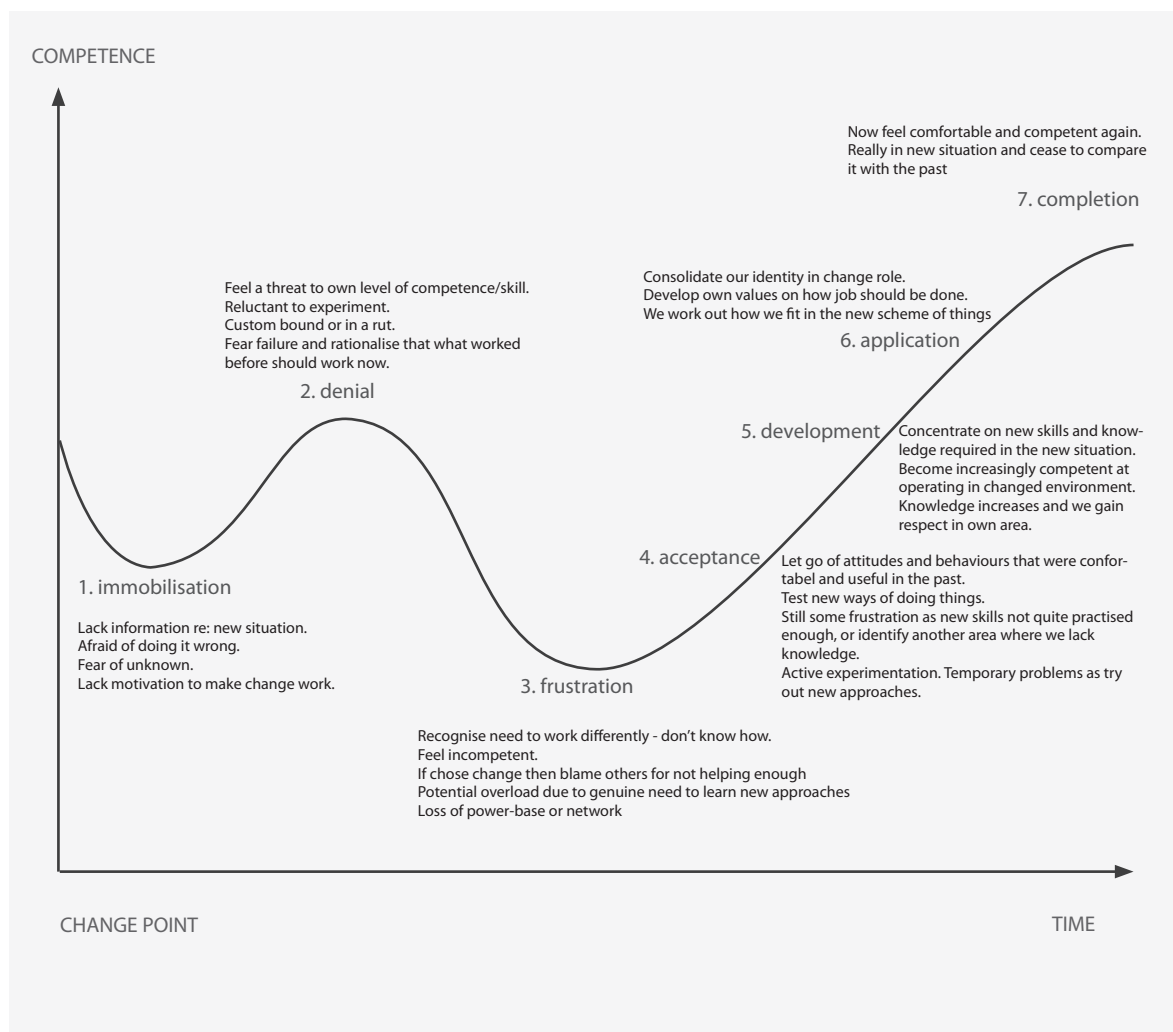 COMPETENCE
Now feel comfortable and competent again.
Really in new situation and cease to compare
it with the past
7. completion
Feel a threat to own level of competence/skill.
Reluctant to experiment.
Custom bound or in a rut.
Fear failure and rationalise that what worked
before should work now.
2. denial
Consolidate our identity in change role.
Develop own values on how job should be done.
We work out how we fit in the new scheme of things
6. application
5. development
Concentrate on new skills and know-
ledge required in the new situation.
Become increasingly competent at
operating in changed environment.
Knowledge increases and we gain
respect in own area.
4. acceptance
Let go of attitudes and behaviours that were confor-
tabel and useful in the past.
Test new ways of doing things.
Still some frustration as new skills not quite practised
enough, or identify another area where we lack
knowledge.
Active experimentation. Temporary problems as try
out new approaches.
1. immobilisation
Lack information re: new situation.
Afraid of doing it wrong.
Fear of unknown.
Lack motivation to make change work.
3. frustration
Recognise need to work differently - don't know how.
Feel incompetent.
If chose change then blame others for not helping enough
Potential overload due to genuine need to learn new approaches
Loss of power-base or network
CHANGE POINT
TIME